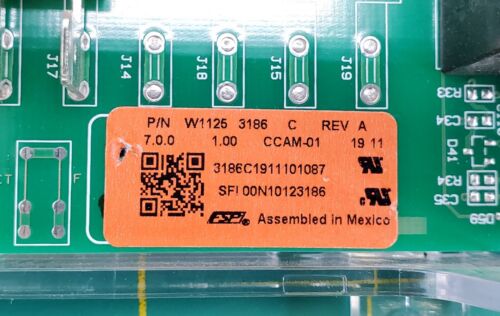 J17
J14
J18
J15
J19
P/N W1125 3186 C REV A
7.0.0 1.00 CCAM-01 19 11
3186C1911101087
SFI 00N10123186
ESPI® Assembled in Mexico
R33
C34
D41
R34
C35
D59
F